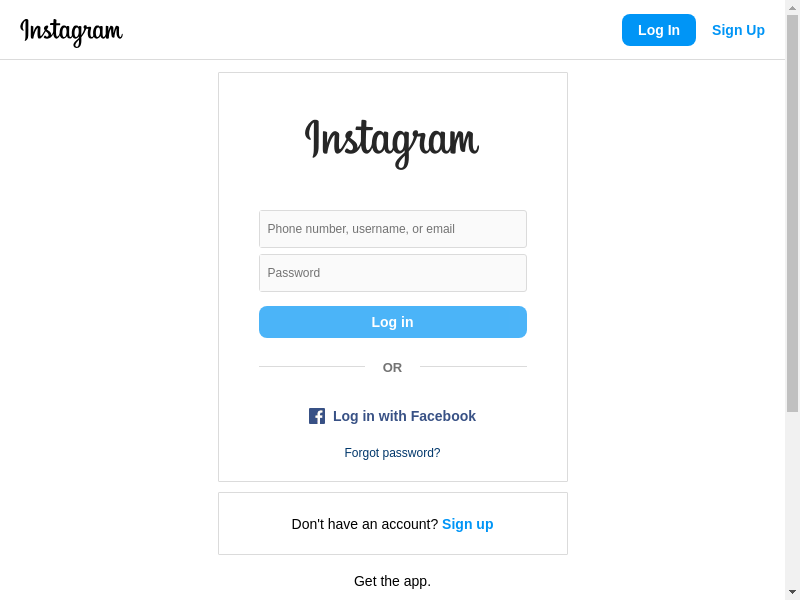 Instagram
Log In
Sign Up
Instagram
Phone number, username, or email
Password
Log in
OR
Log in with Facebook
Forgot password?
Don't have an account? Sign up
Get the app.